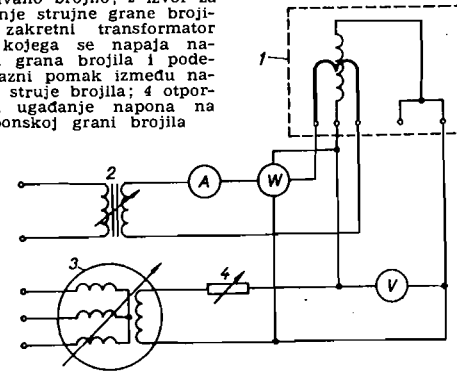 vano brojilo; 2 izvor za
nje strujne grane broji-
zakretni transformator
kojega se napaja na-
grana brojila i pode-
azni pomak između na-
struje brojila; 4 otpor-
ugađanje napona na
ponskoj grani brojila
1
2
A
W
3
4
V